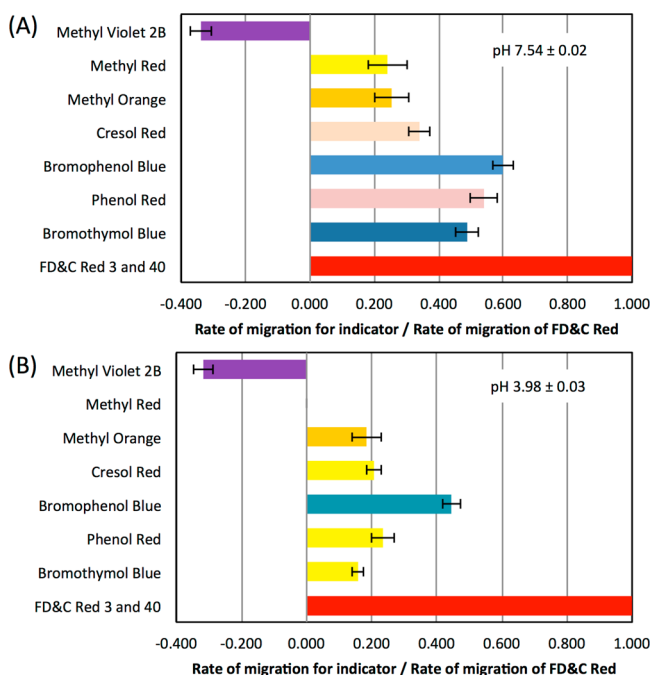 (A)
Methyl Violet 2B
pH 7.54 ± 0.02
Methyl Red
Methyl Orange
Cresol Red
Bromophenol Blue
Phenol Red
Bromothymol Blue
FD&C Red 3 and 40
-0.400 -0.200 0.000 0.200 0.400 0.600 0.800 1.000
Rate of migration for indicator / Rate of migration of FD&C Red
(B)
Methyl Violet 2B
pH 3.98 ± 0.03
Methyl Red
Methyl Orange
Cresol Red
Bromophenol Blue
Phenol Red
Bromothymol Blue
FD&C Red 3 and 40
-0.400 -0.200 0.000 0.200 0.400 0.600 0.800 1.000
Rate of migration for indicator / Rate of migration of FD&C Red